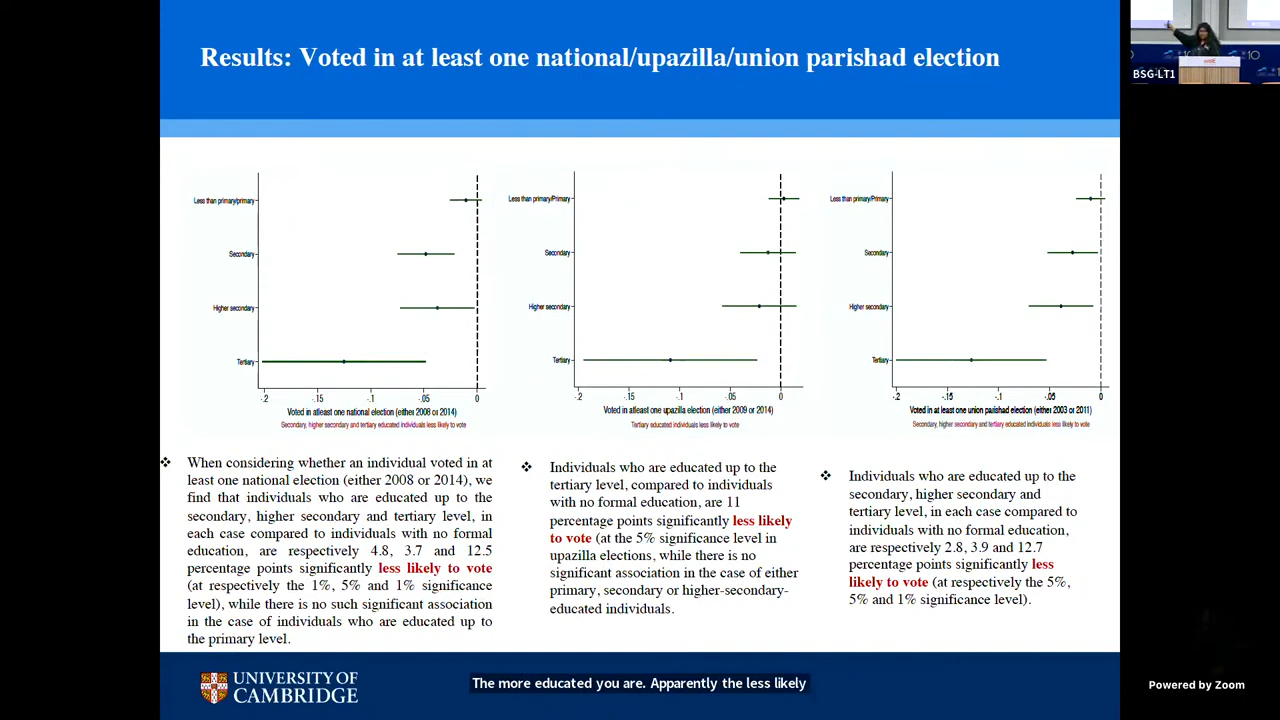 Results: Voted in at least one national/upazilla/union parishad election
BSG-LT1
Less than primary/primary
Secondary
Higher secondary
Tertiary
-.2 -.15 -.1 -.05 0
Voted in atleast one national election (either 2008 or 2014)
Secondary, higher secondary and tertiary educated individuals less likely to vote
Less than primary/Primary
Secondary
Higher secondary
Tertiary
-.2 -.15 -.1 -.05 0
Voted in atleast one upazilla election (either 2009 or 2014)
Tertiary educated individuals less likely to vote
Less than primary/Primary
Secondary
Higher secondary
Tertiary
-.2 -.15 -.1 -.05 0
Voted in at least one union parishad election (either 2003 or 2011)
Secondary, higher secondary and tertiary educated individuals less likely to vote
❖ When considering whether an individual voted in at
least one national election (either 2008 or 2014), we
find that individuals who are educated up to the
secondary, higher secondary and tertiary level, in
each case compared to individuals with no formal
education, are respectively 4.8, 3.7 and 12.5
percentage points significantly less likely to vote
(at respectively the 1%, 5% and 1% significance
level), while there is no such significant association
in the case of individuals who are educated up to
the primary level.
❖ Individuals who are educated up to the
tertiary level, compared to individuals
with no formal education, are 11
percentage points significantly less likely
to vote (at the 5% significance level in
upazilla elections, while there is no
significant association in the case of either
primary, secondary or higher-secondary-
educated individuals.
❖ Individuals who are educated up to the
secondary, higher secondary and
tertiary level, in each case compared to
individuals with no formal education,
are respectively 2.8, 3.9 and 12.7
percentage points significantly less
likely to vote (at respectively the 5%,
5% and 1% significance level).
UNIVERSITY OF
CAMBRIDGE
The more educated you are. Apparently the less likely
Powered by Zoom